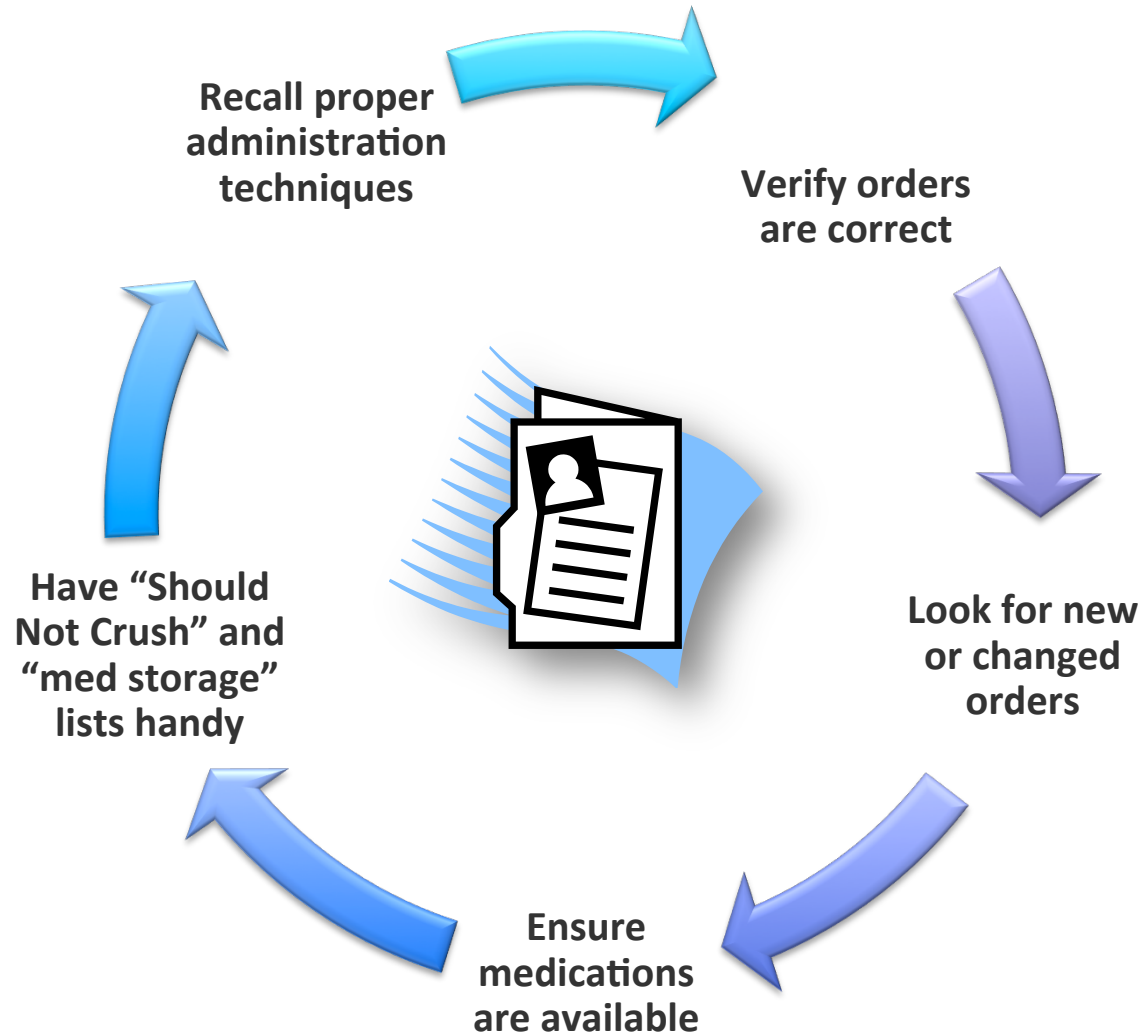 Recall proper
administration
techniques
Verify orders
are correct
Look for new
or changed
orders
Ensure
medications
are available
Have “Should
Not Crush” and
“med storage”
lists handy